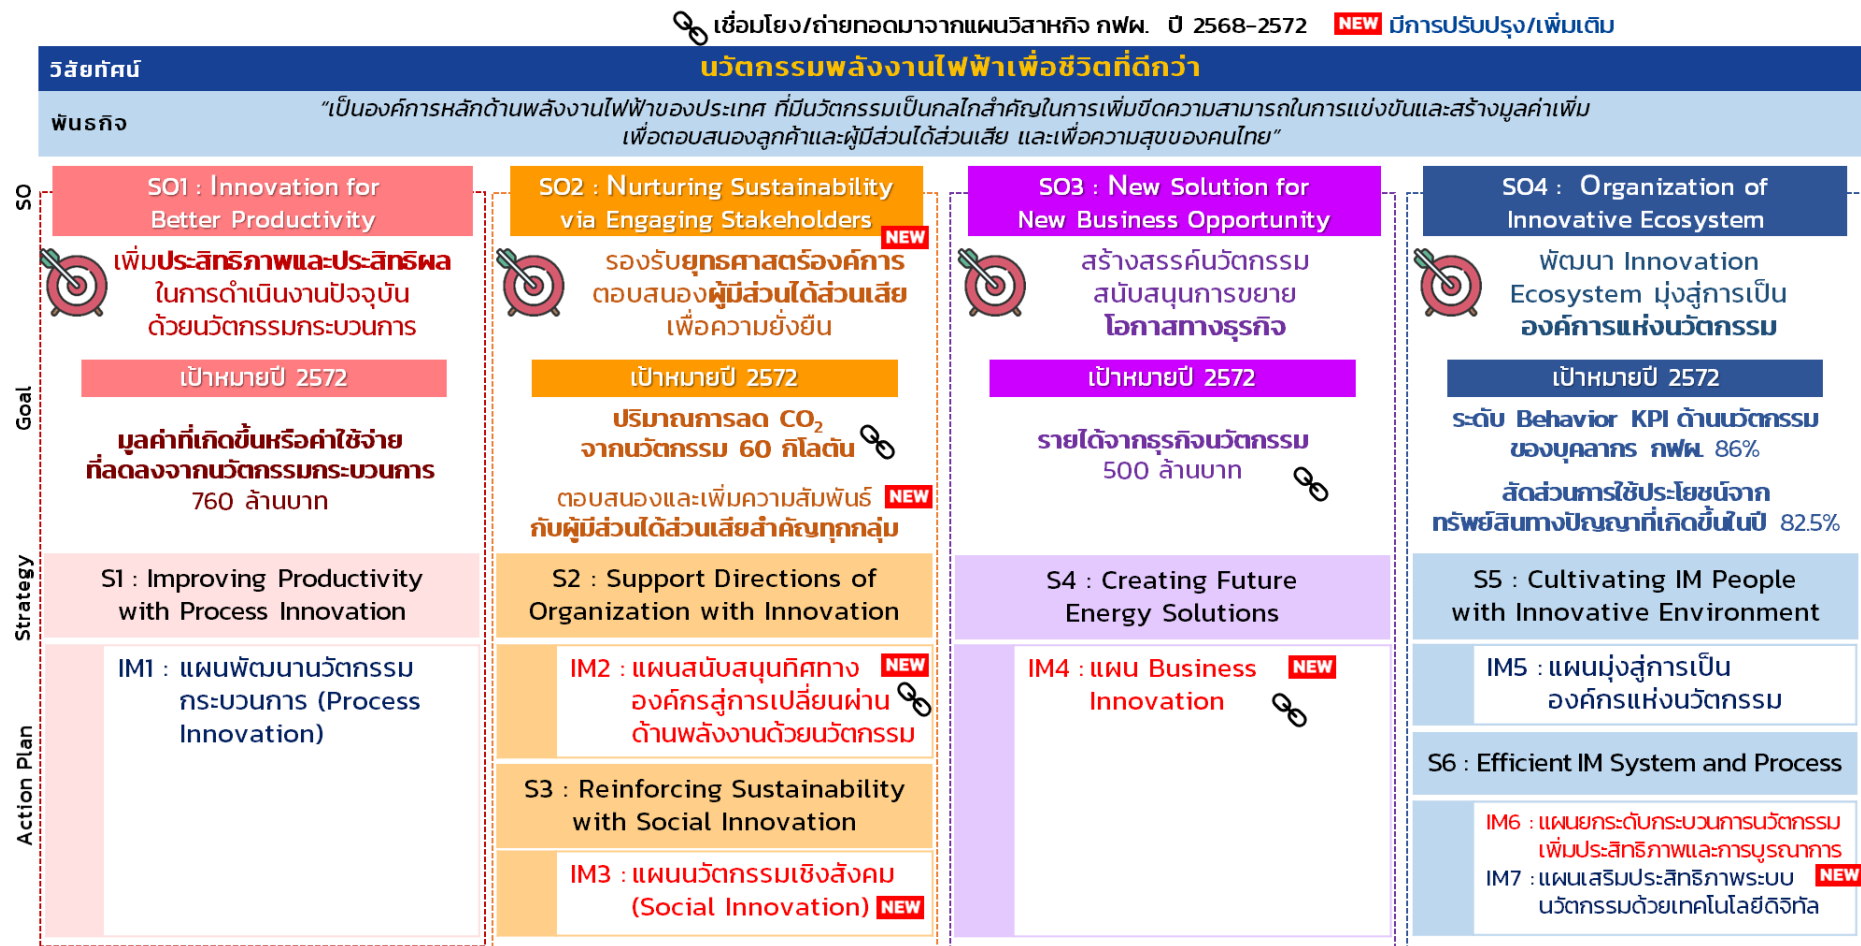 เชื่อมโยง/ถ่ายทอดมาจากแผนวิสาหกิจ กฟผ. ปี 2568-2572 NEW มีการปรับปรุง/เพิ่มเติม
วิสัยทัศน์
นวัตกรรมพลังงานไฟฟ้าเพื่อชีวิตที่ดีกว่า
พันธกิจ
“เป็นองค์การหลักด้านพลังงานไฟฟ้าของประเทศ ที่มีนวัตกรรมเป็นกลไกสำคัญในการเพิ่มขีดความสามารถในการแข่งขันและสร้างมูลค่าเพิ่ม
เพื่อตอบสนองลูกค้าและผู้มีส่วนได้ส่วนเสีย และเพื่อความสุขของคนไทย”
SO
Goal
Strategy
Action Plan
SO1 : Innovation for
Better Productivity
เพิ่มประสิทธิภาพและประสิทธิผล
ในการดำเนินงานปัจจุบัน
ด้วยนวัตกรรมกระบวนการ
เป้าหมายปี 2572
มูลค่าที่เกิดขึ้นหรือค่าใช้จ่าย
ที่ลดลงจากนวัตกรรมกระบวนการ
760 ล้านบาท
S1 : Improving Productivity
with Process Innovation
IM1 : แผนพัฒนานวัตกรรม
กระบวนการ (Process
Innovation)
SO2 : Nurturing Sustainability
via Engaging Stakeholders
NEW
รองรับยุทธศาสตร์องค์การ
ตอบสนองผู้มีส่วนได้ส่วนเสีย
เพื่อความยั่งยืน
เป้าหมายปี 2572
ปริมาณการลด CO₂
จากนวัตกรรม 60 กิโลตัน
ตอบสนองและเพิ่มความสัมพันธ์ NEW
กับผู้มีส่วนได้ส่วนเสียสำคัญทุกกลุ่ม
S2 : Support Directions of
Organization with Innovation
IM2 : แผนสนับสนุนทิศทาง NEW
องค์กรสู่การเปลี่ยนผ่าน
ด้านพลังงานด้วยนวัตกรรม
S3 : Reinforcing Sustainability
with Social Innovation
IM3 : แผนนวัตกรรมเชิงสังคม
(Social Innovation) NEW
SO3 : New Solution for
New Business Opportunity
สร้างสรรค์นวัตกรรม
สนับสนุนการขยาย
โอกาสทางธุรกิจ
เป้าหมายปี 2572
รายได้จากธุรกิจนวัตกรรม
500 ล้านบาท
S4 : Creating Future
Energy Solutions
IM4 : แผน Business NEW
Innovation
SO4 : Organization of
Innovative Ecosystem
พัฒนา Innovation
Ecosystem มุ่งสู่การเป็น
องค์การแห่งนวัตกรรม
เป้าหมายปี 2572
ระดับ Behavior KPI ด้านนวัตกรรม
ของบุคลากร กฟผ. 86%
สัดส่วนการใช้ประโยชน์จาก
ทรัพย์สินทางปัญญาที่เกิดขึ้นในปี 82.5%
S5 : Cultivating IM People
with Innovative Environment
IM5 : แผนมุ่งสู่การเป็น
องค์กรแห่งนวัตกรรม
S6 : Efficient IM System and Process
IM6 : แผนยกระดับกระบวนการนวัตกรรม
เพิ่มประสิทธิภาพและการบูรณาการ
IM7 : แผนเสริมประสิทธิภาพระบบ NEW
นวัตกรรมด้วยเทคโนโลยีดิจิทัล